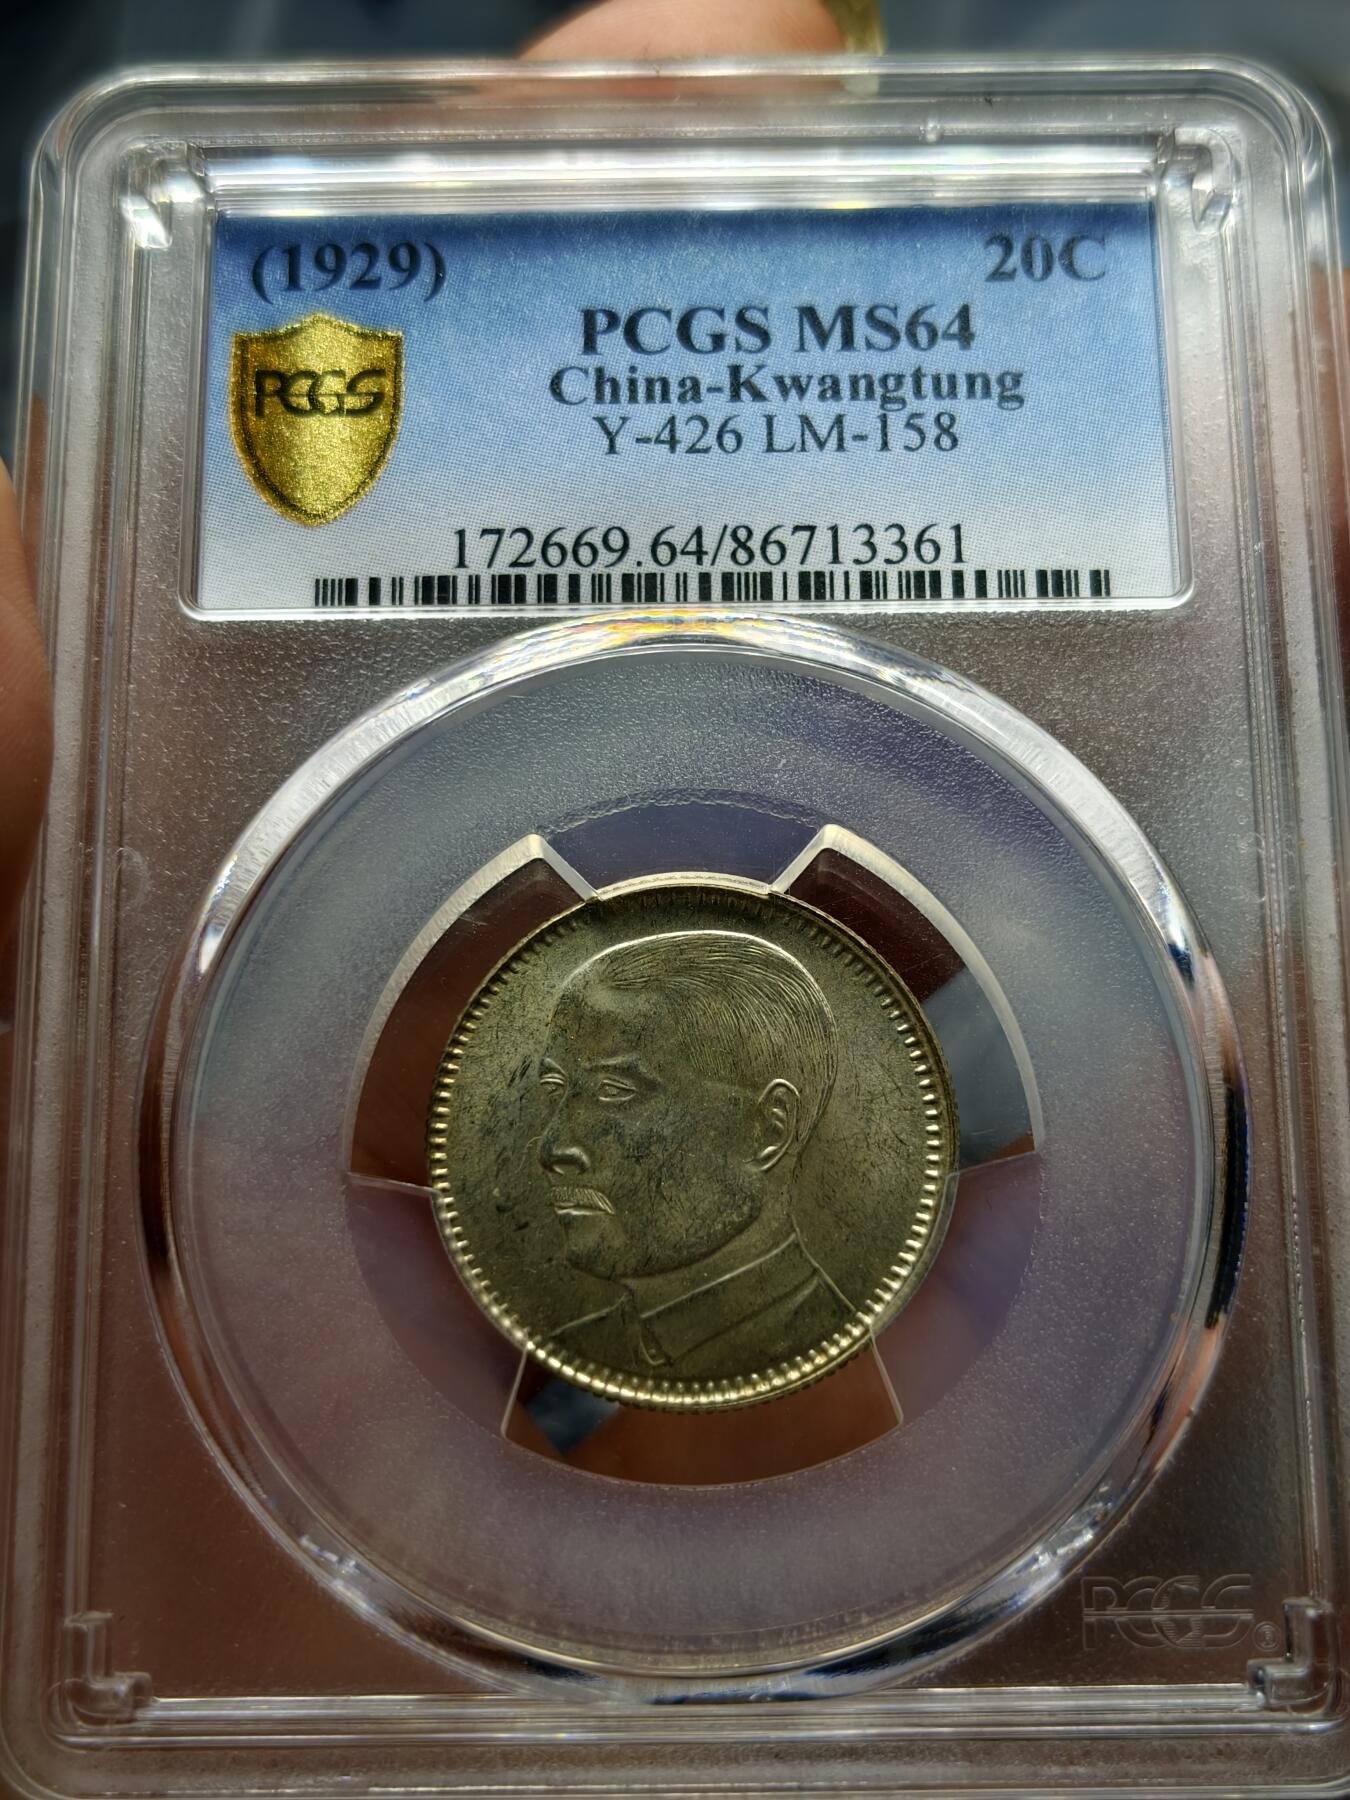 (1929)
20C
PCGS MS64
China-Kwangtung
PCGS
Y-426 LM-158
172669.64/86713361
PCGS